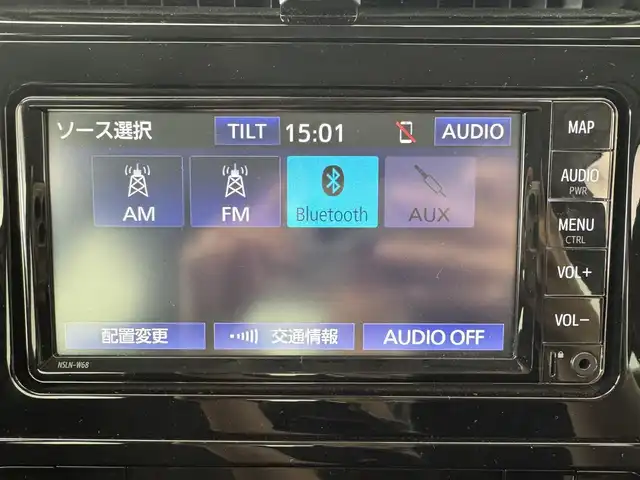 ソース選択 TILT 15:01 AUDIO
AM FM Bluetooth AUX
配置変更 交通情報 AUDIO OFF
NSLN-W68
MAP
AUDIO
PWR
MENU
CTRL
VOL+
VOL−